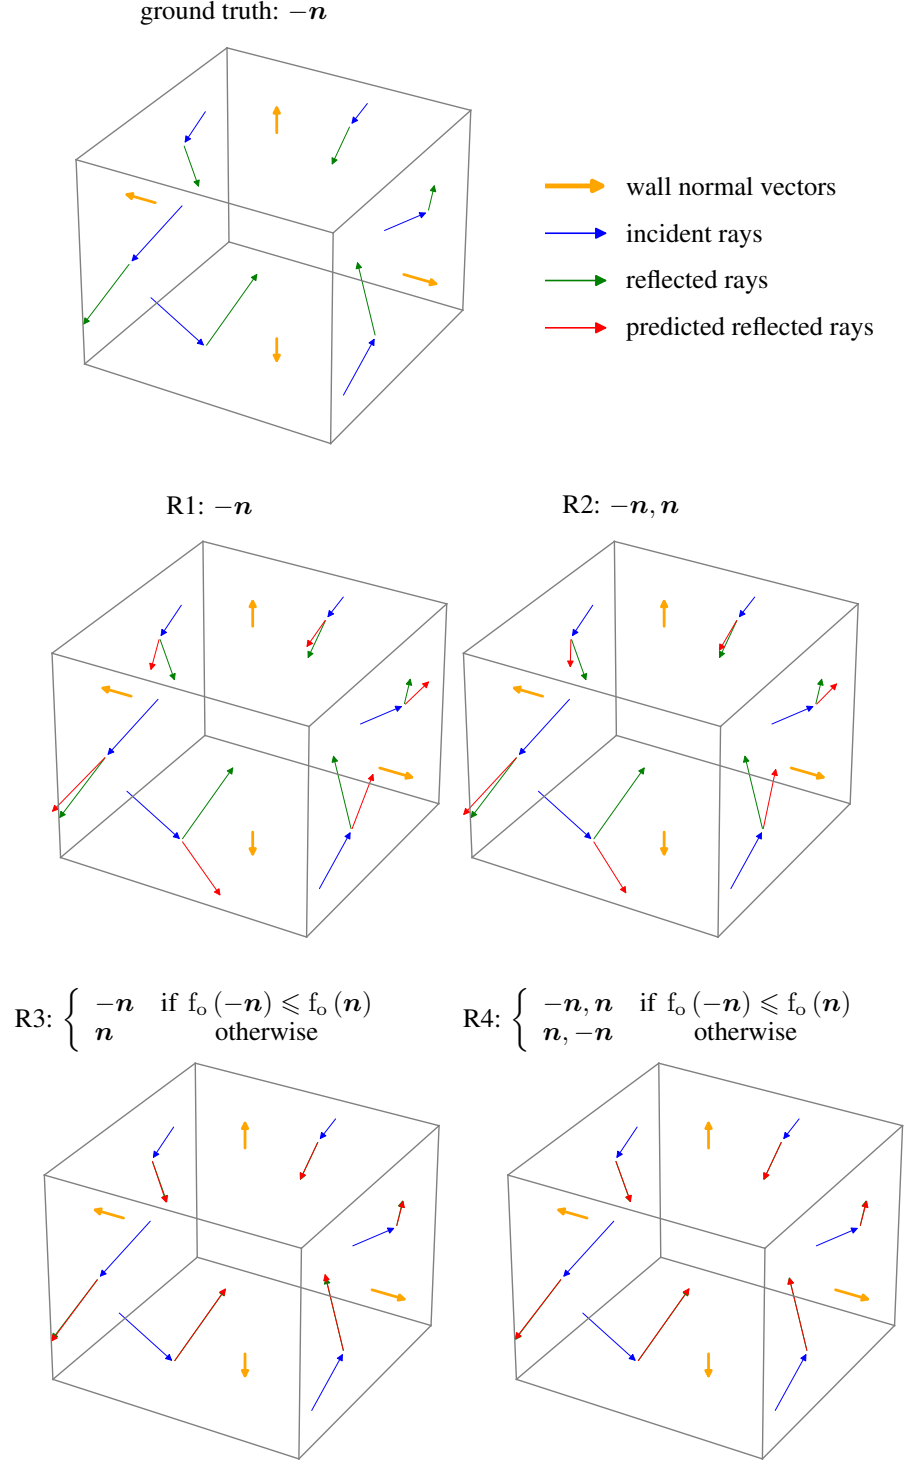 ground truth: −n
wall normal vectors
incident rays
reflected rays
predicted reflected rays
R1: −n
R2: −n, n
R3: { −n if f_o (−n) ⩽ f_o (n)
n otherwise
R4: { −n, n if f_o (−n) ⩽ f_o (n)
n, −n otherwise